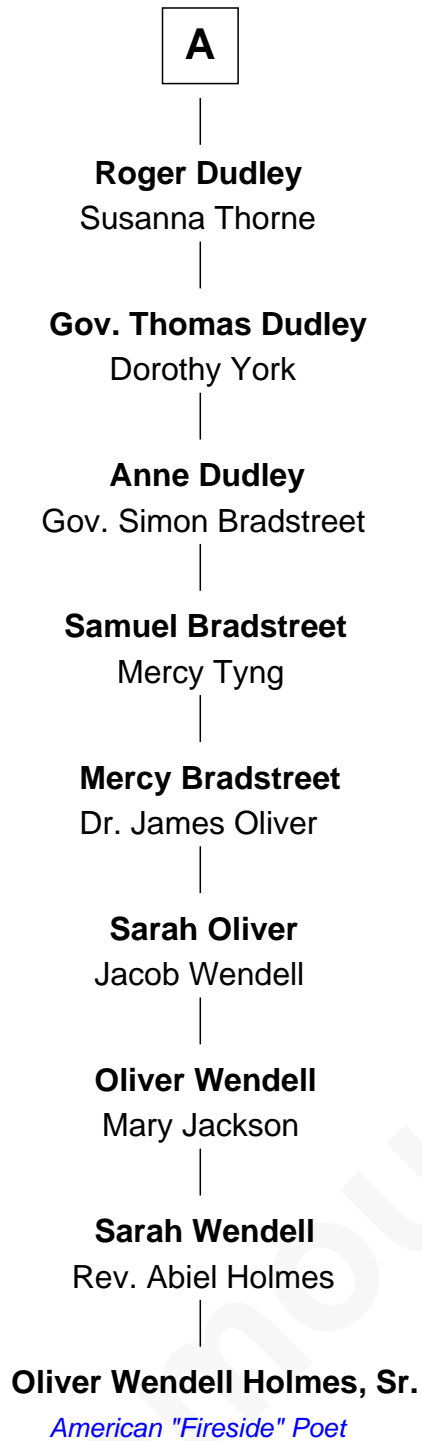 A
Roger Dudley
Susanna Thorne
Gov. Thomas Dudley
Dorothy York
Anne Dudley
Gov. Simon Bradstreet
Samuel Bradstreet
Mercy Tyng
Mercy Bradstreet
Dr. James Oliver
Sarah Oliver
Jacob Wendell
Oliver Wendell
Mary Jackson
Sarah Wendell
Rev. Abiel Holmes
Oliver Wendell Holmes, Sr.
American "Fireside" Poet